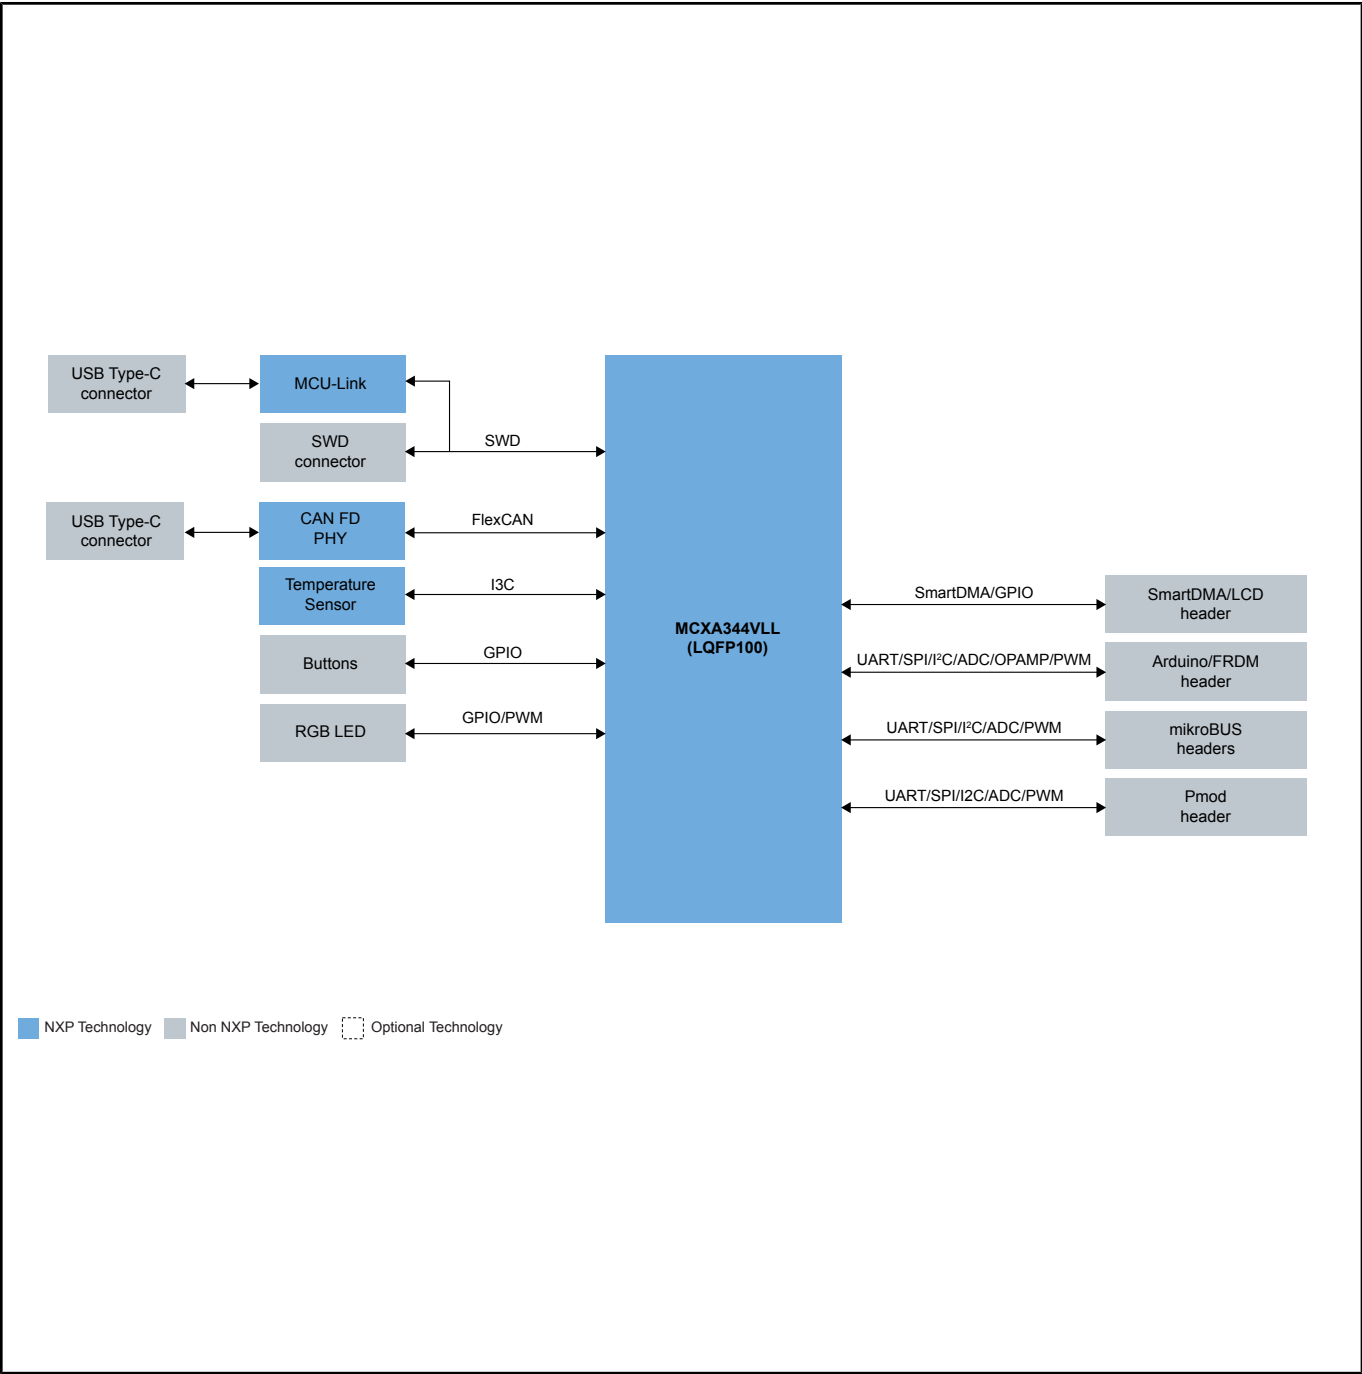 USB Type-C
connector
MCU-Link
SWD
connector
SWD
USB Type-C
connector
CAN FD
PHY
FlexCAN
Temperature
Sensor
I3C
Buttons
GPIO
RGB LED
GPIO/PWM
MCXA344VLL
(LQFP100)
SmartDMA/GPIO
SmartDMA/LCD
header
UART/SPI/I²C/ADC/OPAMP/PWM
Arduino/FRDM
header
UART/SPI/I²C/ADC/PWM
mikroBUS
headers
UART/SPI/I2C/ADC/PWM
Pmod
header
NXP Technology
Non NXP Technology
Optional Technology